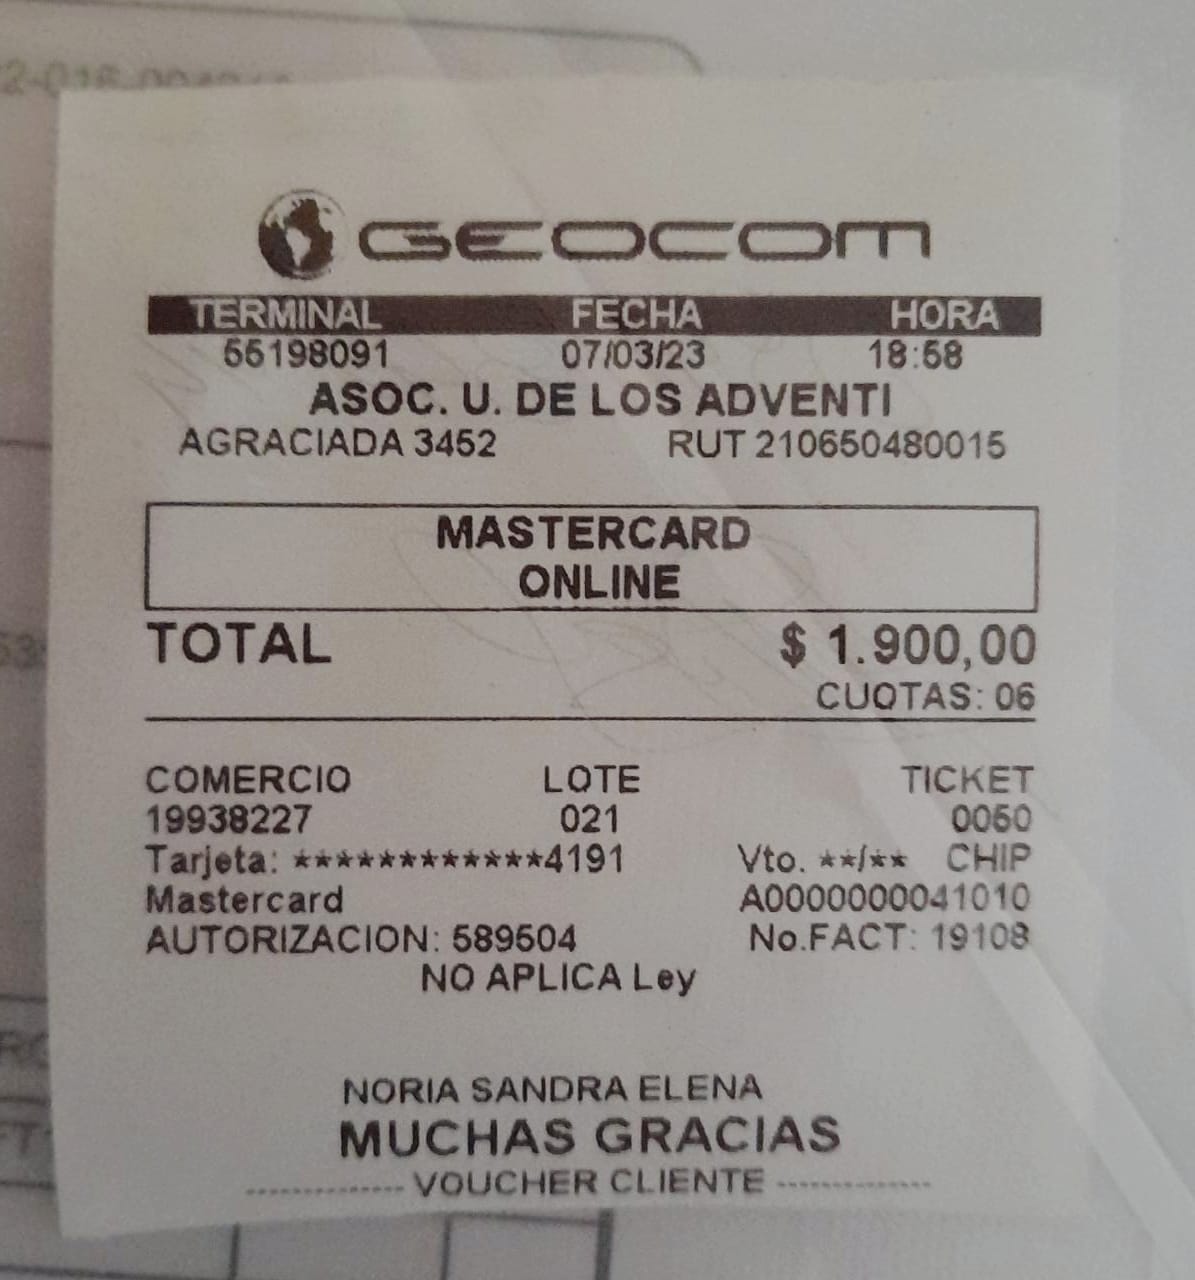 GEOCOM
TERMINAL FECHA HORA
55198091 07/03/23 18:58
ASOC. U. DE LOS ADVENTI
AGRACIADA 3452 RUT 210650480015
MASTERCARD
ONLINE
TOTAL $ 1.900,00
CUOTAS: 06
COMERCIO LOTE TICKET
19938227 021 0050
Tarjeta: ************4191 Vto. **/** CHIP
Mastercard A0000000041010
AUTORIZACION: 589504 No.FACT: 19108
NO APLICA Ley
NORIA SANDRA ELENA
MUCHAS GRACIAS
------------- VOUCHER CLIENTE -------------